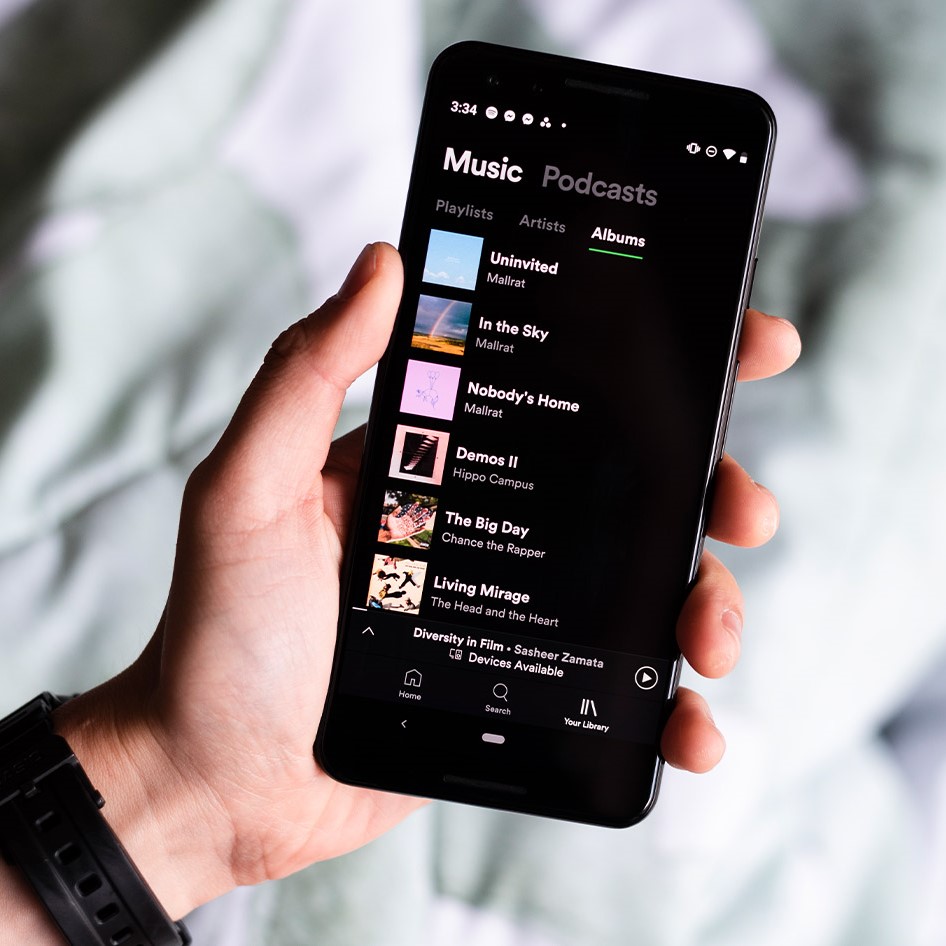 3:34
Music Podcasts
Playlists Artists Albums
Uninvited
Mallrat
In the Sky
Mallrat
Nobody's Home
Mallrat
Demos II
Hippo Campus
The Big Day
Chance the Rapper
Living Mirage
The Head and the Heart
Diversity in Film • Sasheer Zamata
Devices Available
Home Search Your Library